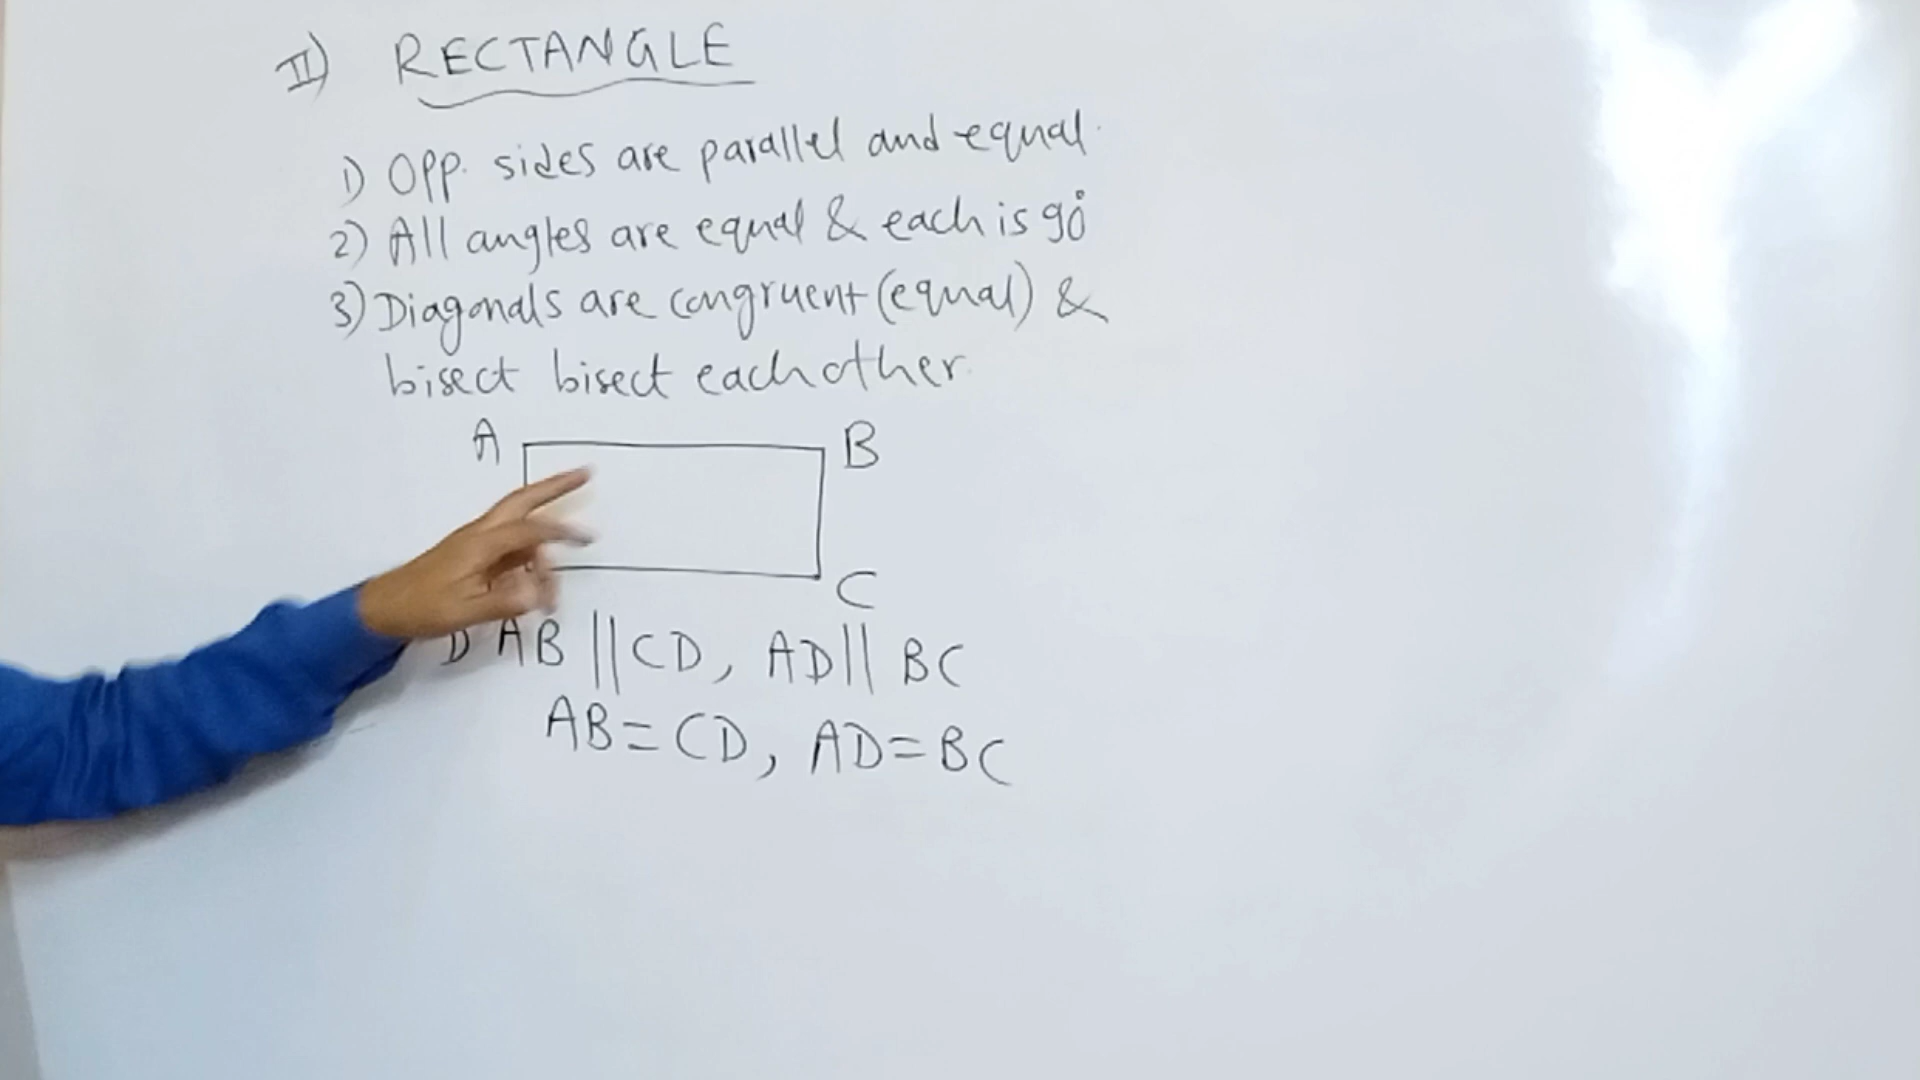 II) RECTANGLE
1) Opp. sides are parallel and equal.
2) All angles are equal & each is 90°
3) Diagonals are congruent (equal) &
bisect bisect each other.
A B
C
D AB || CD, AD || BC
AB = CD, AD = BC